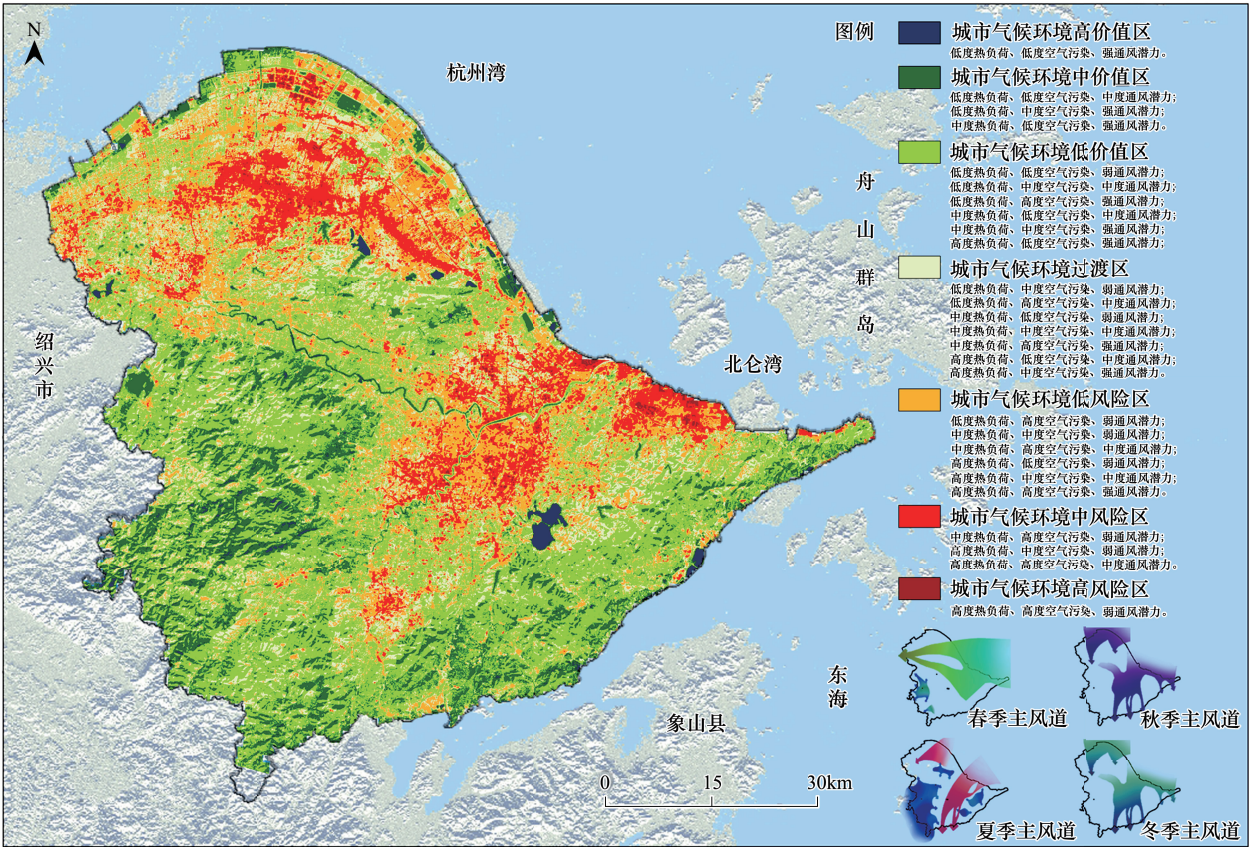 N
杭州湾
舟山群岛
绍兴市
北仑湾
东海
象山县
0 15 30km
图例
城市气候环境高价值区
低度热负荷、低度空气污染、强通风潜力。
城市气候环境中价值区
低度热负荷、低度空气污染、中度通风潜力;
低度热负荷、中度空气污染、强通风潜力;
中度热负荷、低度空气污染、强通风潜力。
城市气候环境低价值区
低度热负荷、低度空气污染、弱通风潜力;
低度热负荷、中度空气污染、中度通风潜力;
低度热负荷、高度空气污染、强通风潜力;
中度热负荷、低度空气污染、中度通风潜力;
中度热负荷、中度空气污染、强通风潜力;
高度热负荷、低度空气污染、强通风潜力;
城市气候环境过渡区
低度热负荷、中度空气污染、弱通风潜力;
低度热负荷、高度空气污染、中度通风潜力;
中度热负荷、低度空气污染、弱通风潜力;
中度热负荷、中度空气污染、中度通风潜力;
中度热负荷、高度空气污染、强通风潜力;
高度热负荷、低度空气污染、中度通风潜力;
高度热负荷、中度空气污染、强通风潜力。
城市气候环境低风险区
低度热负荷、高度空气污染、弱通风潜力;
中度热负荷、中度空气污染、弱通风潜力;
中度热负荷、高度空气污染、中度通风潜力;
高度热负荷、低度空气污染、弱通风潜力;
高度热负荷、中度空气污染、中度通风潜力;
高度热负荷、高度空气污染、强通风潜力。
城市气候环境中风险区
中度热负荷、高度空气污染、弱通风潜力;
高度热负荷、中度空气污染、弱通风潜力;
高度热负荷、高度空气污染、中度通风潜力。
城市气候环境高风险区
高度热负荷、高度空气污染、弱通风潜力。
春季主风道
秋季主风道
夏季主风道
冬季主风道